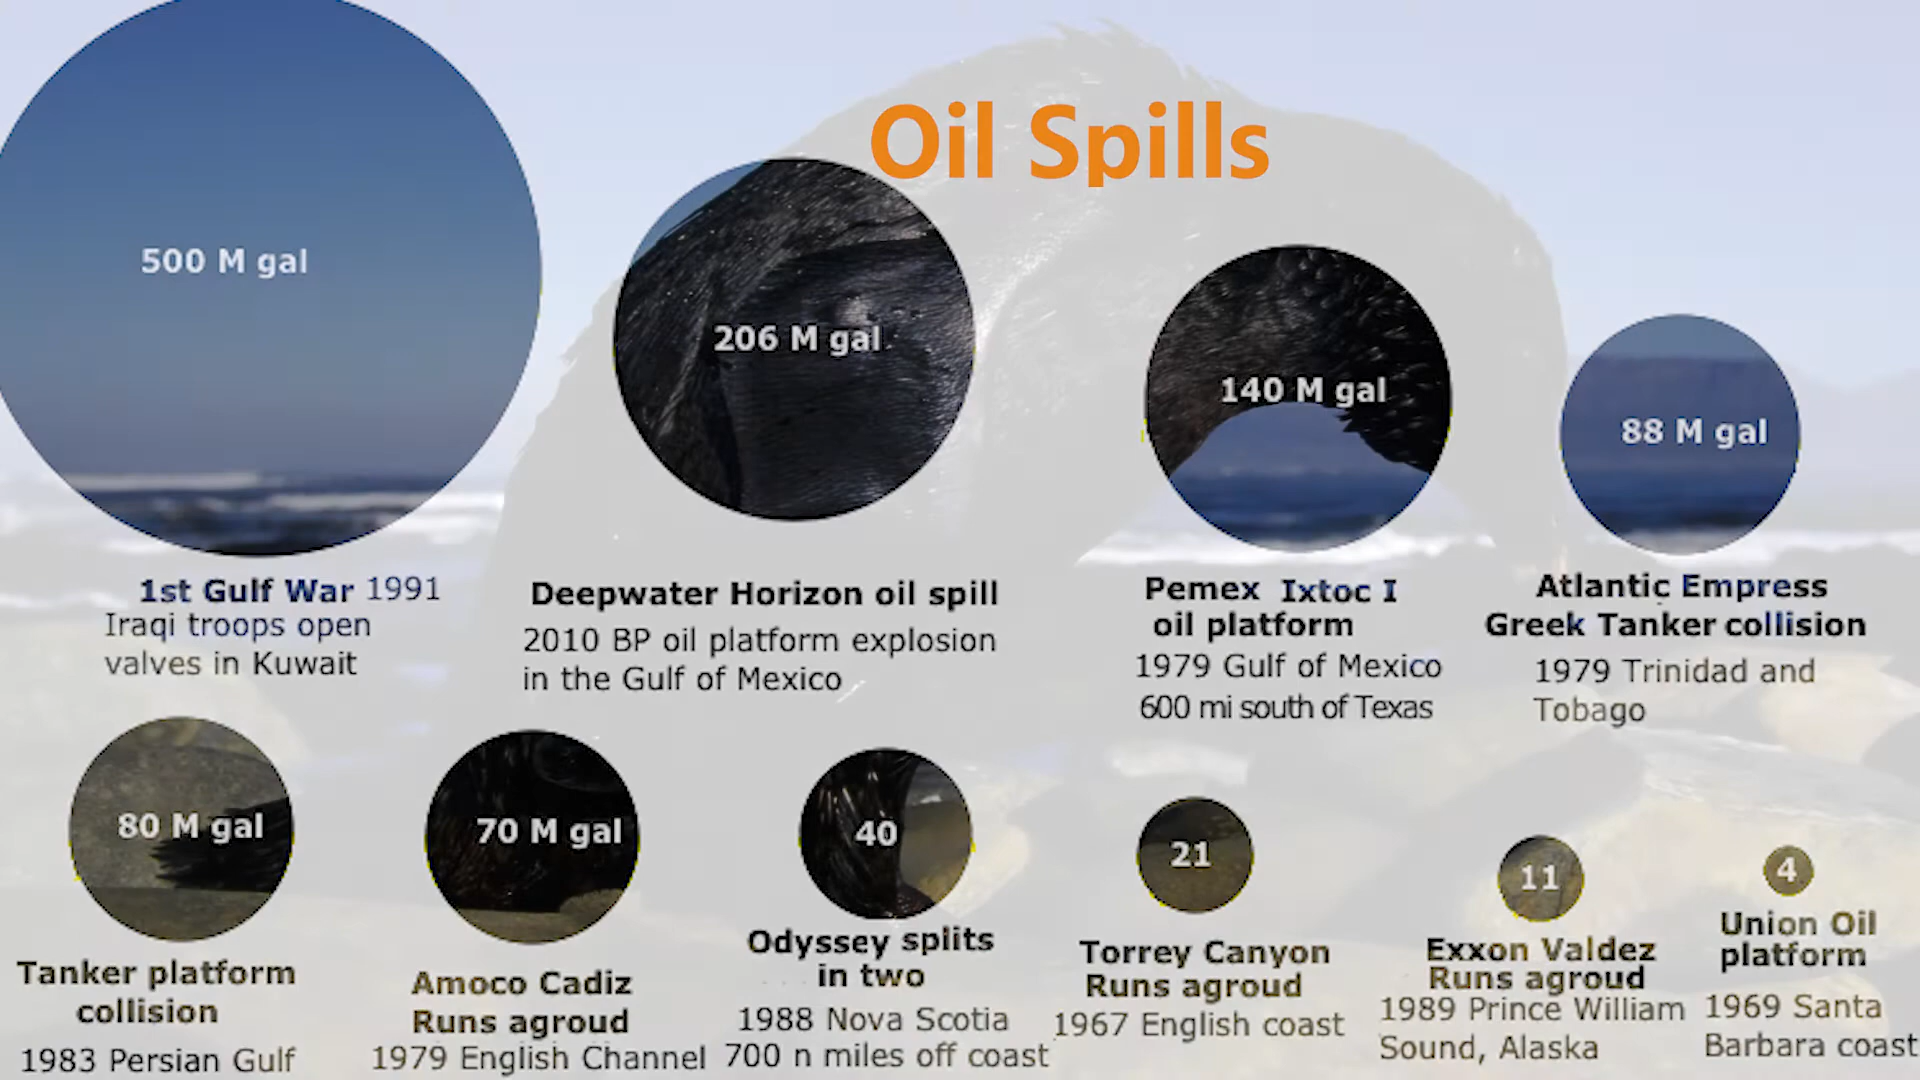 Oil Spills
500 M gal
206 M gal
140 M gal
88 M gal
1st Gulf War 1991
Iraqi troops open
valves in Kuwait
Deepwater Horizon oil spill
2010 BP oil platform explosion
in the Gulf of Mexico
Pemex Ixtoc I
oil platform
1979 Gulf of Mexico
600 mi south of Texas
Atlantic Empress
Greek Tanker collision
1979 Trinidad and
Tobago
80 M gal
70 M gal
40
21
11
4
Tanker platform
collision
1983 Persian Gulf
Amoco Cadiz
Runs agroud
1979 English Channel
Odyssey splits
in two
1988 Nova Scotia
700 n miles off coast
Torrey Canyon
Runs agroud
1967 English coast
Exxon Valdez
Runs agroud
1989 Prince William
Sound, Alaska
Union Oil
platform
1969 Santa
Barbara coast